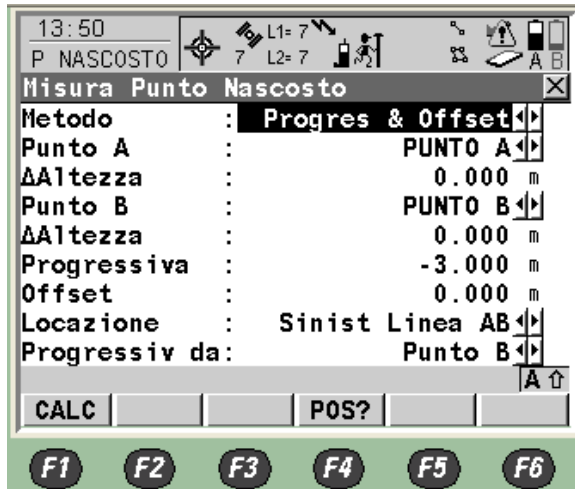 13:50
P NASCOSTO
7 L1= 7
L2= 7
A B
Misura Punto Nascosto
Metodo : Progres & Offset
Punto A : PUNTO A
ΔAltezza : 0.000 m
Punto B : PUNTO B
ΔAltezza : 0.000 m
Progressiva : -3.000 m
Offset : 0.000 m
Locazione : Sinist Linea AB
Progressiv da: Punto B
A
CALC POS?
F1 F2 F3 F4 F5 F6